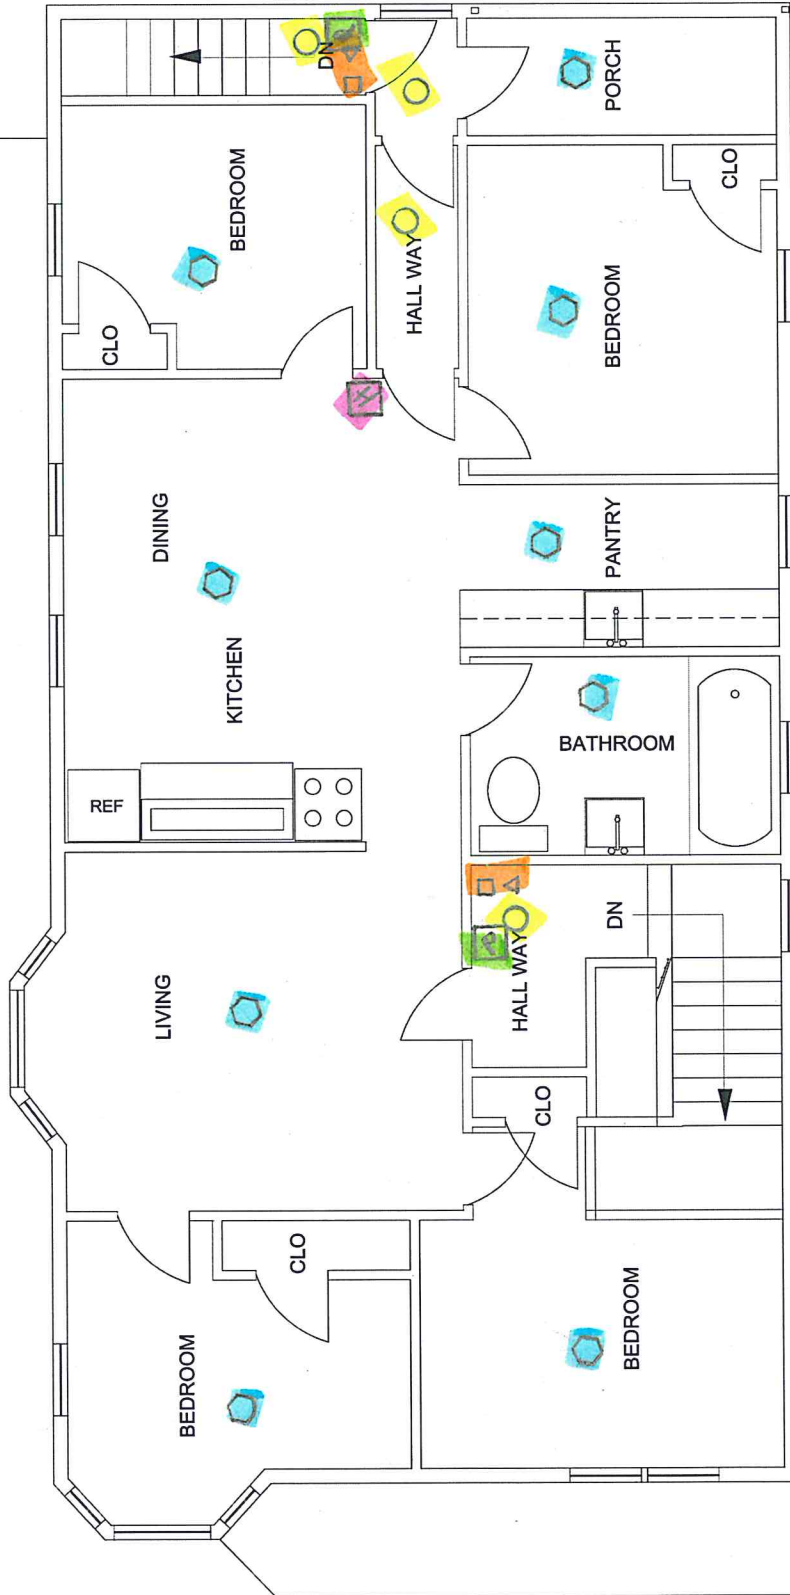 DN
PORCH
BEDROOM
CLO
HALL WAY
BEDROOM
CLO
H
DINING
PANTRY
KITCHEN
BATHROOM
REF
DN
HALL WAY
LIVING
CLO
CLO
BEDROOM
BEDROOM